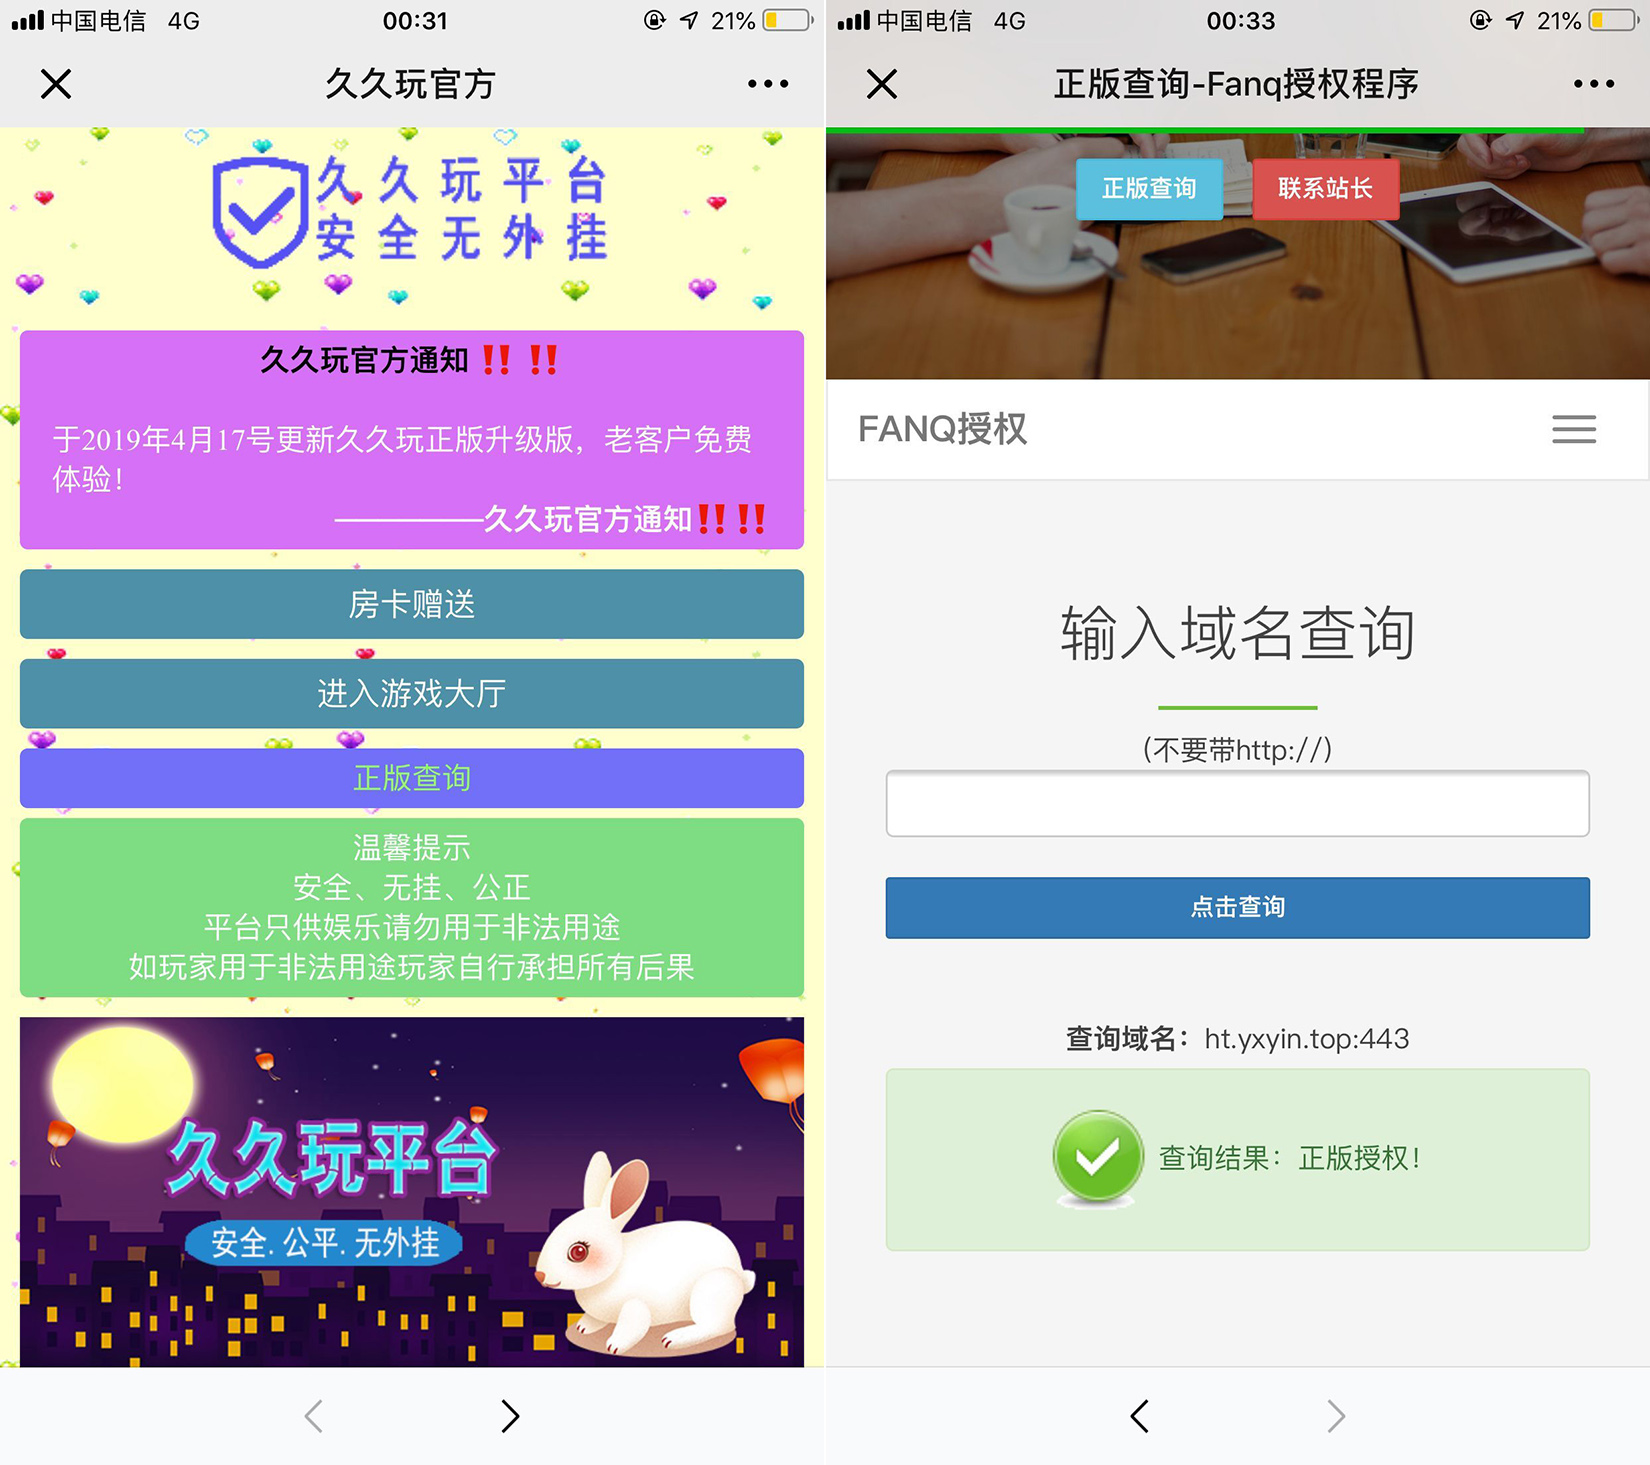 中国电信 4G
00:31
21%
久久玩官方
久久玩平台
安全无外挂
久久玩官方通知‼️ ‼️
于2019年4月17号更新久久玩正版升级版，老客户免费
体验！
—————久久玩官方通知‼️‼️
房卡赠送
进入游戏大厅
正版查询
温馨提示
安全、无挂、公正
平台只供娱乐请勿用于非法用途
如玩家用于非法用途玩家自行承担所有后果
久久玩平台
安全.公平.无外挂
中国电信 4G
00:33
21%
正版查询-Fanq授权程序
正版查询
联系站长
FANQ授权
输入域名查询
(不要带http://)
点击查询
查询域名：ht.yxyin.top:443
查询结果：正版授权！